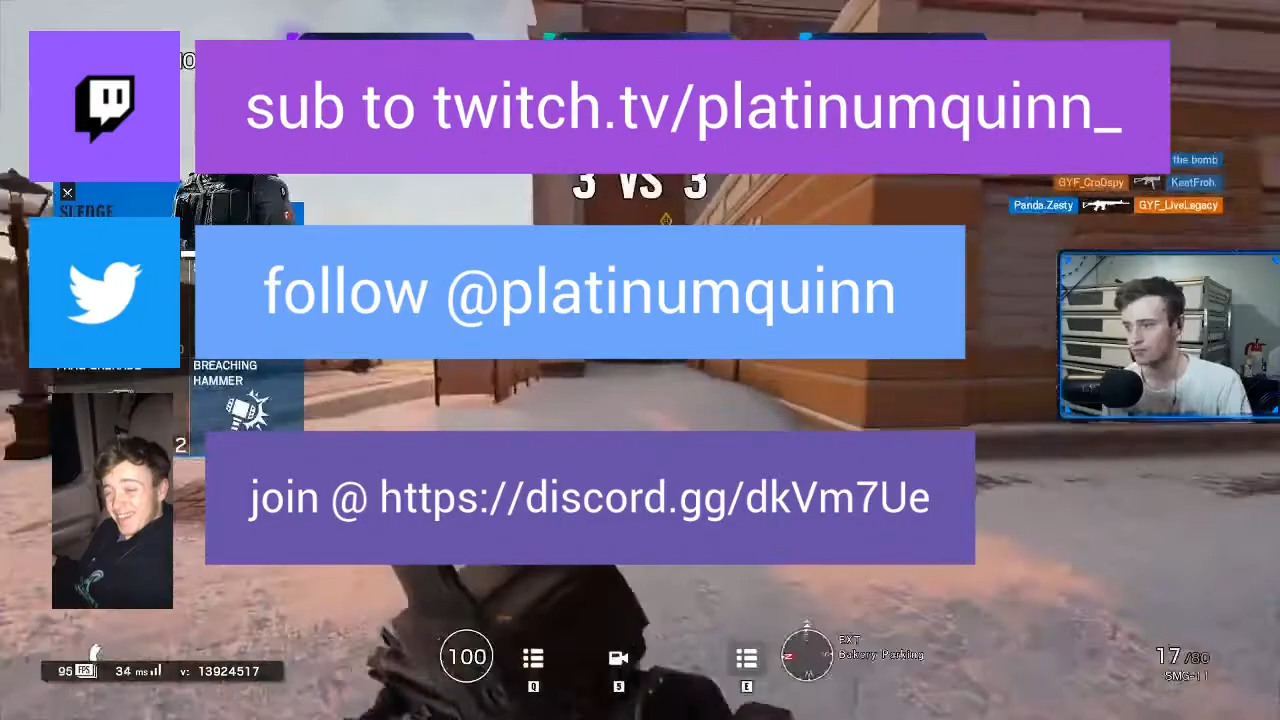 sub to twitch.tv/platinumquinn_
the bomb
GYF_CroDspy KeatFroh.
3 VS 3
Panda.Zesty GYF_LiveLegacy
SLEDGE
follow @platinumquinn
BREACHING
HAMMER
2
join @ https://discord.gg/dkVm7Ue
100
EXT
Bakery Parking
17/80
SMG-11
95 FPS 34 ms v: 13924517
Q
5
E